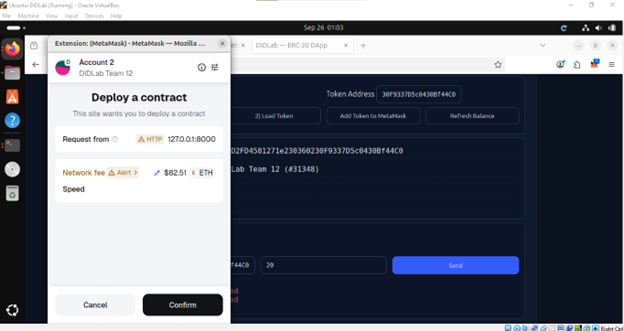 Ubuntu-DIDLab [Running] - Oracle VirtualBox
File Machine View Input Devices Help
Sep 26 01:03
Extension: (MetaMask) - MetaMask — Mozilla ...
DIDLab — ERC-20 DApp
Account 2
DIDLab Team 12
Deploy a contract
This site wants you to deploy a contract
Request from
HTTP 127.0.0.1:8000
Network fee
Alert
$82.51
ETH
Speed
Cancel
Confirm
Token Address
30F9337D5c0430Bf44C0
2) Load Token
Add Token to MetaMask
Refresh Balance
D2FD4581271e230360230F9337D5c0430Bf44C0
Lab Team 12 (#31348)
f44C0
20
Send
ed
ed
Right Ctrl